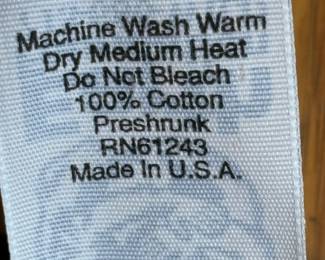 Machine Wash Warm
Dry Medium Heat
Do Not Bleach
100% Cotton
Preshrunk
RN61243
Made In U.S.A.